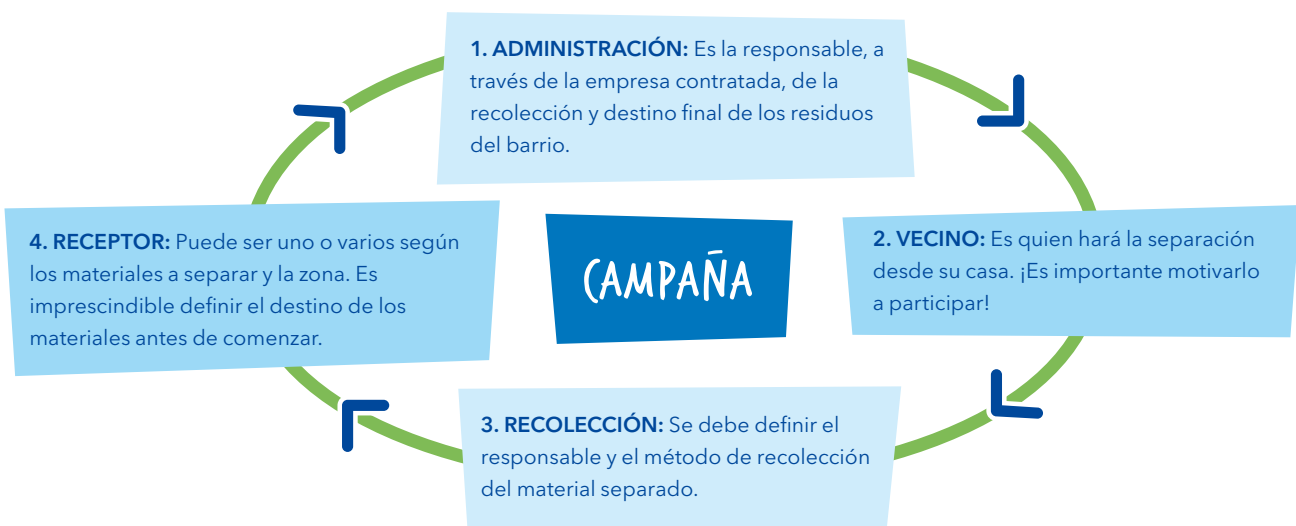 1. ADMINISTRACIÓN: Es la responsable, a
través de la empresa contratada, de la
recolección y destino final de los residuos
del barrio.
2. VECINO: Es quien hará la separación
desde su casa. ¡Es importante motivarlo
a participar!
3. RECOLECCIÓN: Se debe definir el
responsable y el método de recolección
del material separado.
4. RECEPTOR: Puede ser uno o varios según
los materiales a separar y la zona. Es
imprescindible definir el destino de los
materiales antes de comenzar.
CAMPAÑA